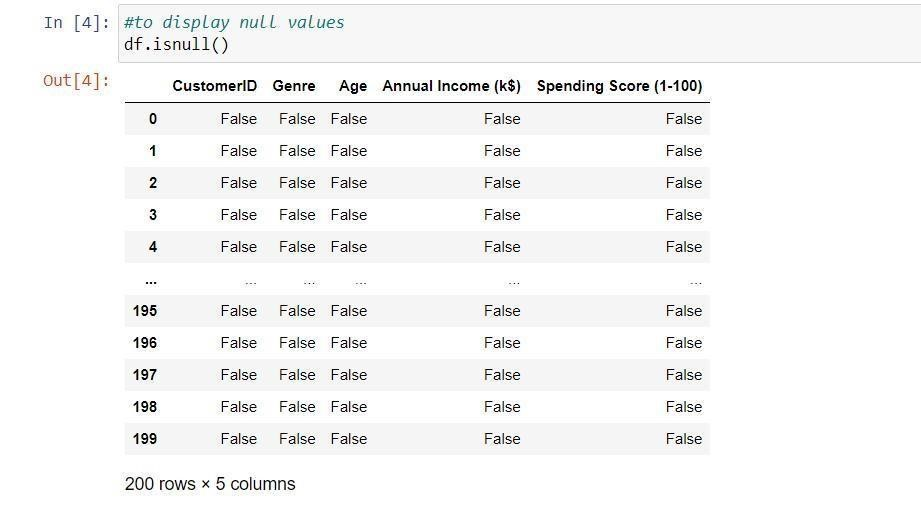 In [4]: #to display null values
df.isnull()
Out[4]:
CustomerID Genre Age Annual Income (k$) Spending Score (1-100)
0 False False False False False
1 False False False False False
2 False False False False False
3 False False False False False
4 False False False False False
... ... ... ... ... ...
195 False False False False False
196 False False False False False
197 False False False False False
198 False False False False False
199 False False False False False
200 rows × 5 columns